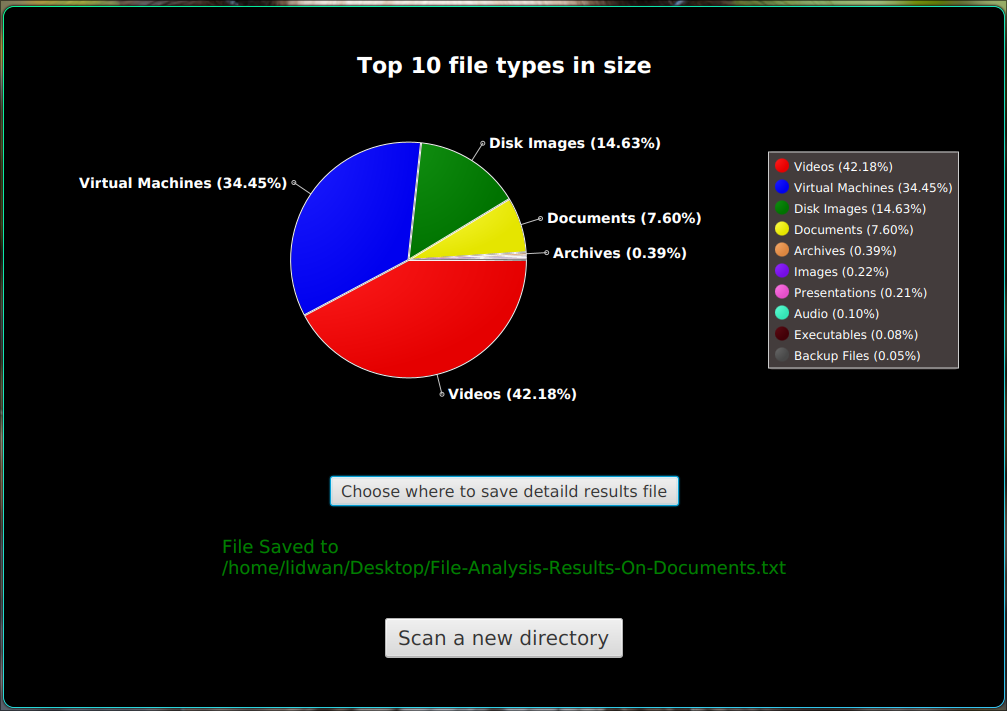 Top 10 file types in size
Disk Images (14.63%)
Virtual Machines (34.45%)
Documents (7.60%)
Archives (0.39%)
Videos (42.18%)
Videos (42.18%)
Virtual Machines (34.45%)
Disk Images (14.63%)
Documents (7.60%)
Archives (0.39%)
Images (0.22%)
Presentations (0.21%)
Audio (0.10%)
Executables (0.08%)
Backup Files (0.05%)
Choose where to save detaild results file
File Saved to
/home/lidwan/Desktop/File-Analysis-Results-On-Documents.txt
Scan a new directory